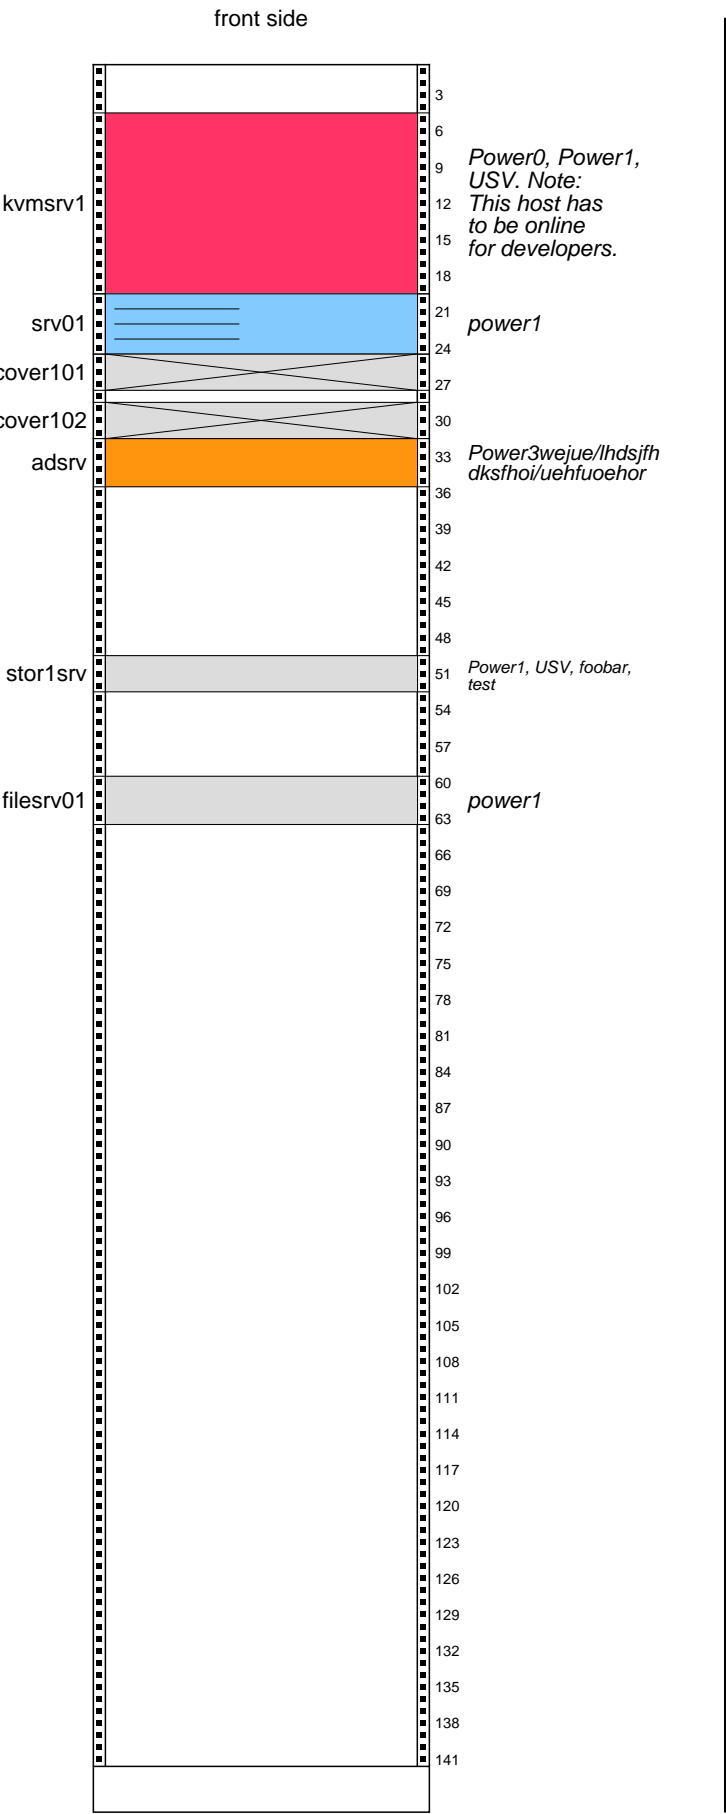 front side
3
6
Power0, Power1,
9
USV. Note:
kvmsrv1
12
This host has
to be online
15
for developers.
18
21
srv01
power1
24
cover101
27
cover102
30
adsrv
33
Power3wejue/lhdsjfh
dksfhoi/uehfuoehor
36
39
42
45
48
stor1srv
51
Power1, USV, foobar,
test
54
57
60
filesrv01
power1
63
66
69
72
75
78
81
84
87
90
93
96
99
102
105
108
111
114
117
120
123
126
129
132
135
138
141